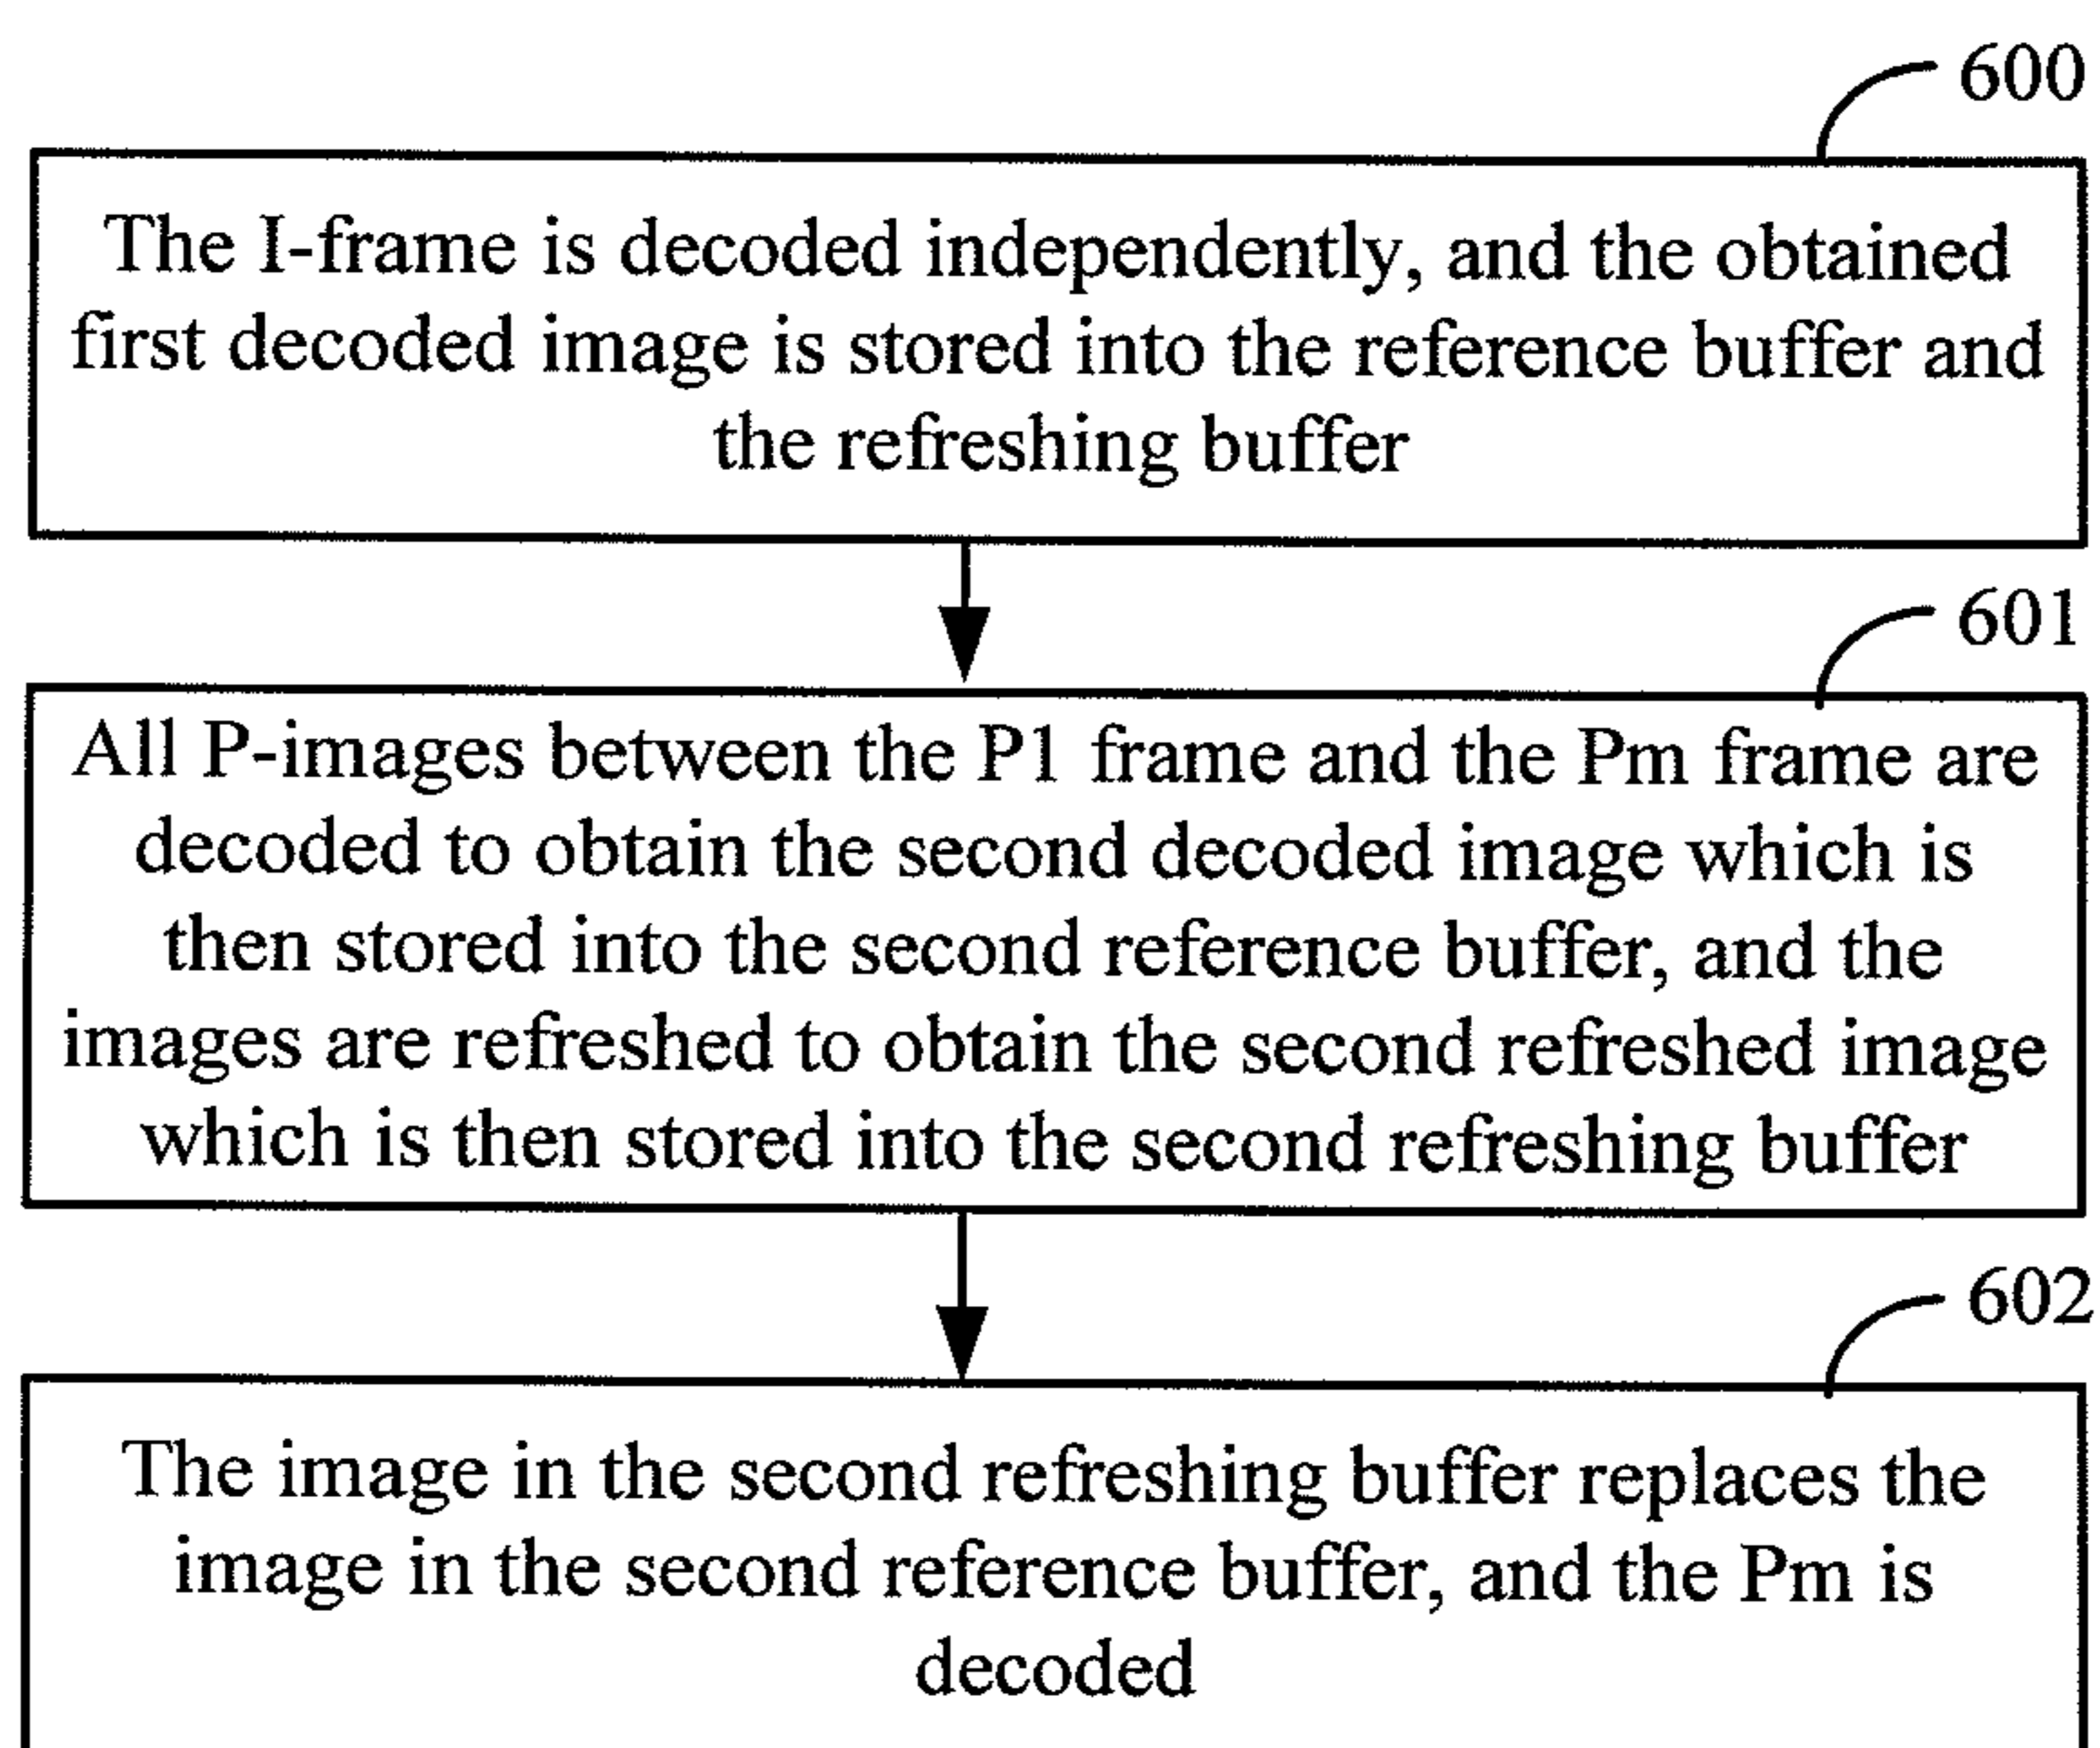 600
The I-frame is decoded independently, and the obtained
first decoded image is stored into the reference buffer and
the refreshing buffer
601
All P-images between the P1 frame and the Pm frame are
decoded to obtain the second decoded image which is
then stored into the second reference buffer, and the
images are refreshed to obtain the second refreshed image
which is then stored into the second refreshing buffer
602
The image in the second refreshing buffer replaces the
image in the second reference buffer, and the Pm is
decoded